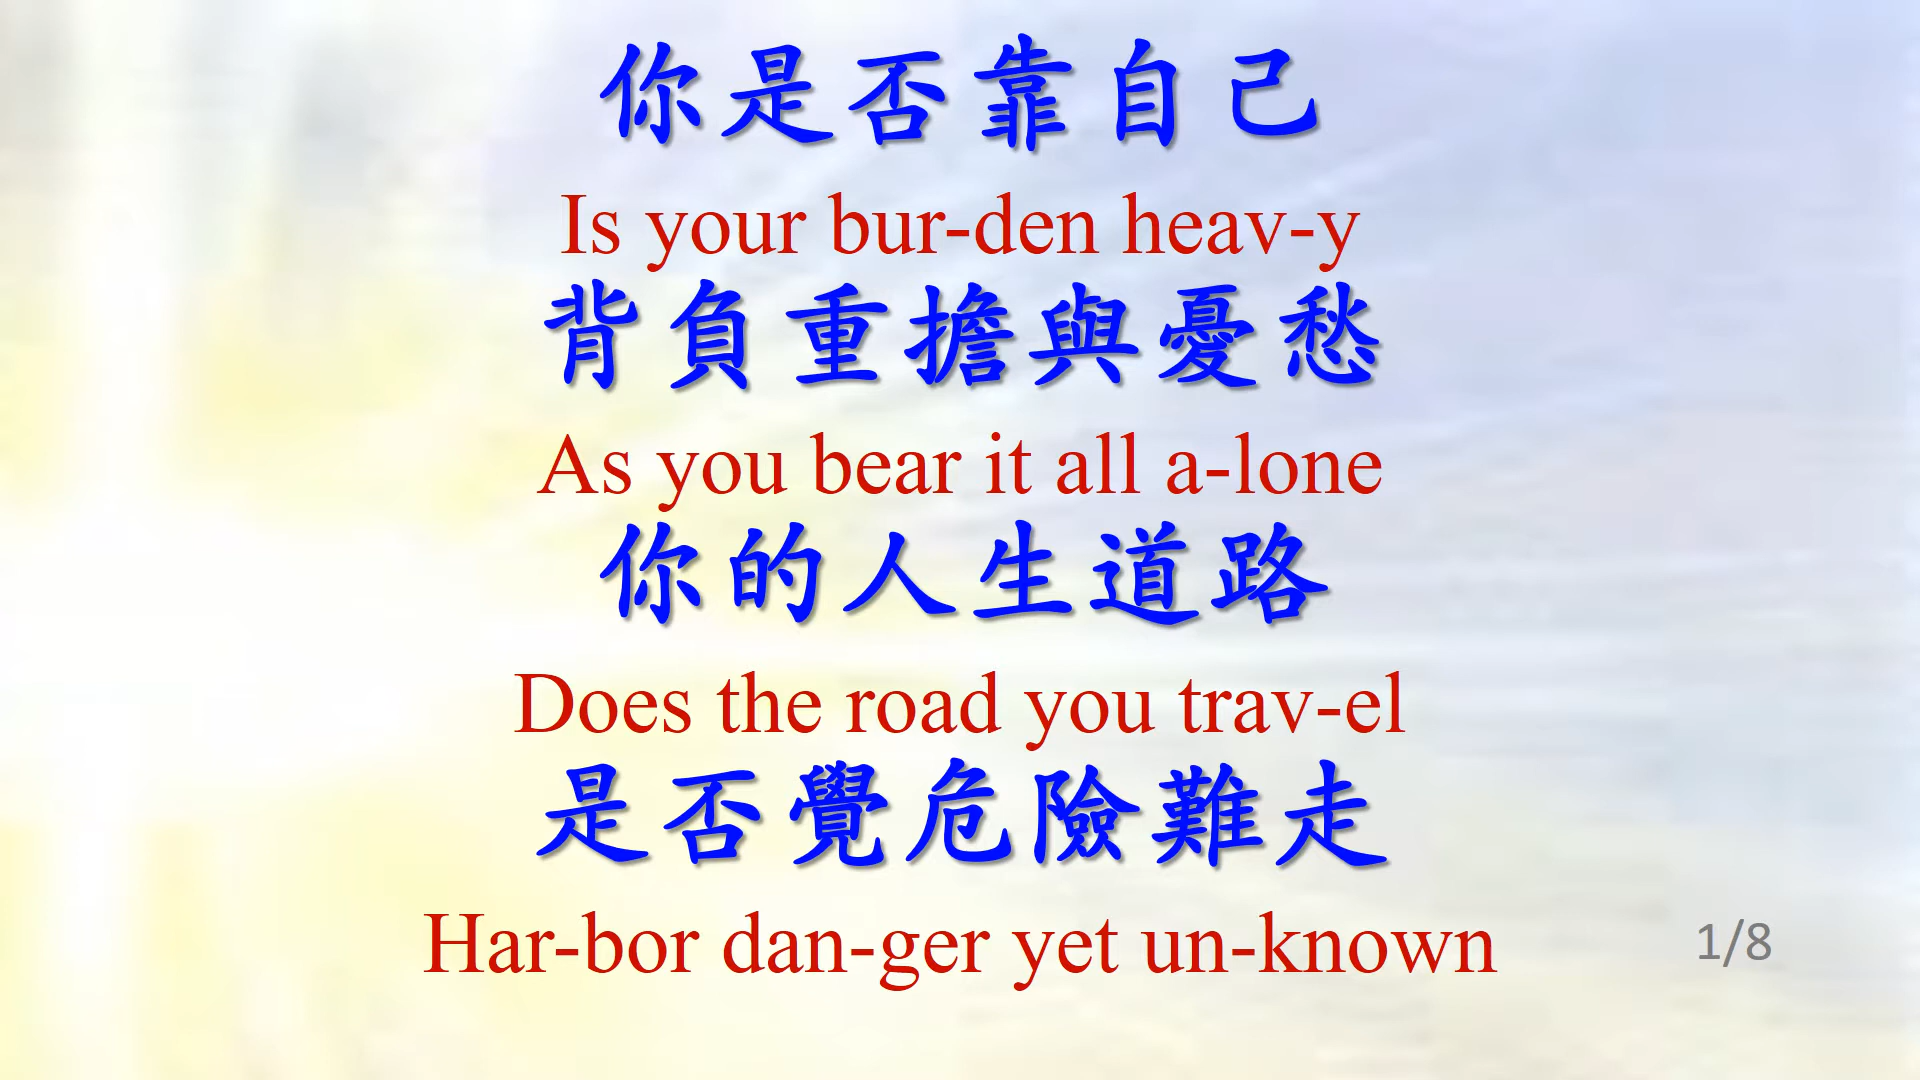 你是否靠自己
Is your bur-den heav-y
背負重擔與憂愁
As you bear it all a-lone
你的人生道路
Does the road you trav-el
是否覺危險難走
Har-bor dan-ger yet un-known
1/8